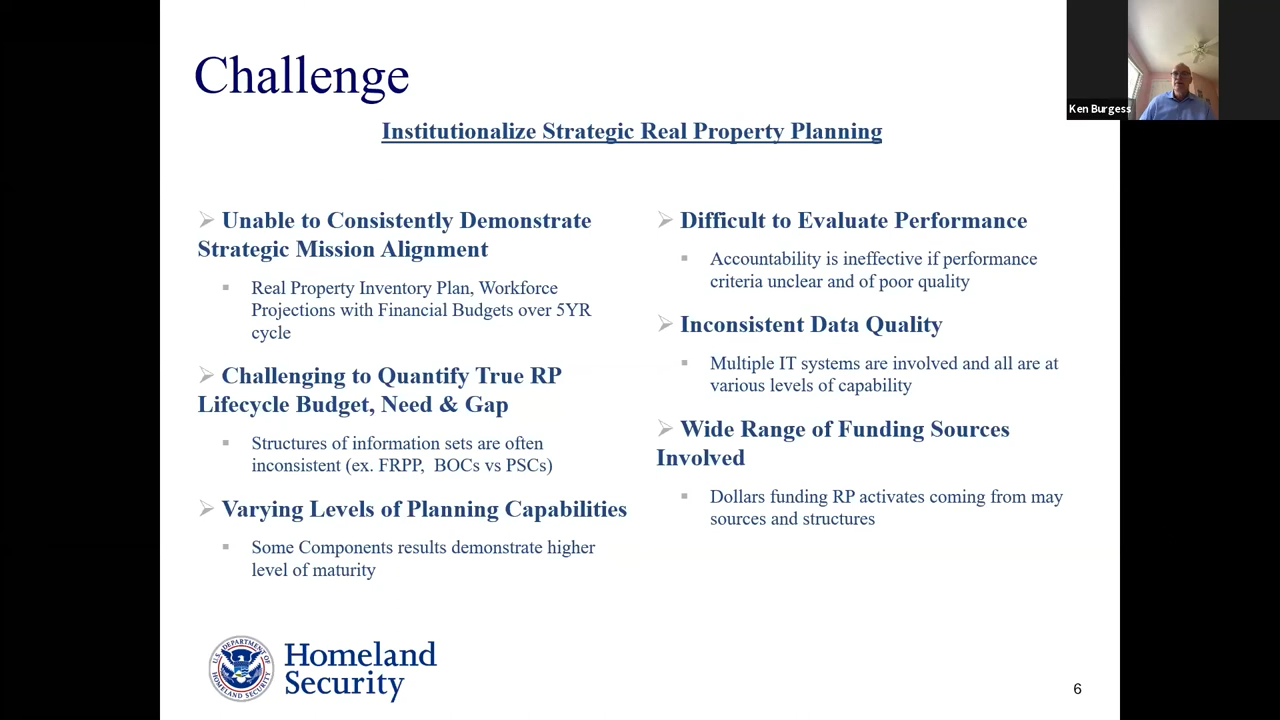 Challenge
Institutionalize Strategic Real Property Planning
Unable to Consistently Demonstrate
Strategic Mission Alignment
Real Property Inventory Plan, Workforce
Projections with Financial Budgets over 5YR
cycle
Challenging to Quantify True RP
Lifecycle Budget, Need & Gap
Structures of information sets are often
inconsistent (ex. FRPP, BOCs vs PSCs)
Varying Levels of Planning Capabilities
Some Components results demonstrate higher
level of maturity
Difficult to Evaluate Performance
Accountability is ineffective if performance
criteria unclear and of poor quality
Inconsistent Data Quality
Multiple IT systems are involved and all are at
various levels of capability
Wide Range of Funding Sources
Involved
Dollars funding RP activates coming from may
sources and structures
U.S. DEPARTMENT OF
HOMELAND SECURITY
Homeland
Security
6
Ken Burgess